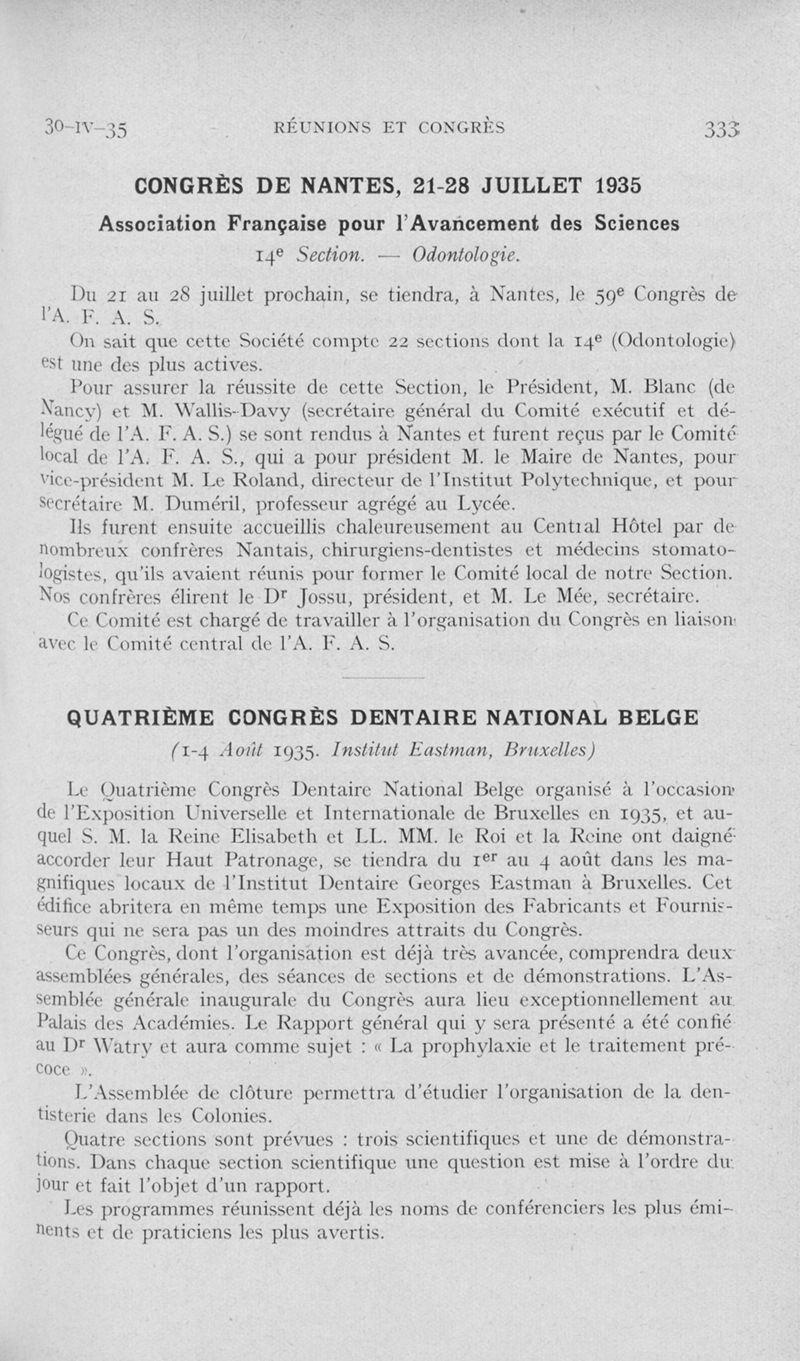 30-IV-35 RÉUNIONS ET CONGRÈS 333
CONGRÈS DE NANTES, 21-28 JUILLET 1935
Association Française pour l'Avancement des Sciences
14e Section. — Odontologie.
Du 21 au 28 juillet prochain, se tiendra, à Nantes, le 59e Congrès de
l'A. F. A. S.
On sait que cette Société compte 22 sections dont la 14e (Odontologie)
est une des plus actives.
Pour assurer la réussite de cette Section, le Président, M. Blanc (de
Nancy) et M. Wallis-Davy (secrétaire général du Comité exécutif et dé-
légué de l'A. F. A. S.) se sont rendus à Nantes et furent reçus par le Comité
local de l'A. F. A. S., qui a pour président M. le Maire de Nantes, pour
vice-président M. Le Roland, directeur de l'Institut Polytechnique, et pour
secrétaire M. Duméril, professeur agrégé au Lycée.
Ils furent ensuite accueillis chaleureusement au Central Hôtel par de
nombreux confrères Nantais, chirurgiens-dentistes et médecins stomato-
logistes, qu'ils avaient réunis pour former le Comité local de notre Section.
Nos confrères élirent le Dr Jossu, président, et M. Le Mée, secrétaire.
Ce Comité est chargé de travailler à l'organisation du Congrès en liaison
avec le Comité central de l'A. F. A. S.
QUATRIÈME CONGRÈS DENTAIRE NATIONAL BELGE
(1-4 Août 1935. Institut Eastman, Bruxelles)
Le Quatrième Congrès Dentaire National Belge organisé à l'occasion
de l'Exposition Universelle et Internationale de Bruxelles en 1935, et au-
quel S. M. la Reine Elisabeth et LL. MM. le Roi et la Reine ont daigné
accorder leur Haut Patronage, se tiendra du 1er au 4 août dans les ma-
gnifiques locaux de l'Institut Dentaire Georges Eastman à Bruxelles. Cet
édifice abritera en même temps une Exposition des Fabricants et Fournis-
seurs qui ne sera pas un des moindres attraits du Congrès.
Ce Congrès, dont l'organisation est déjà très avancée, comprendra deux
assemblées générales, des séances de sections et de démonstrations. L'As-
semblée générale inaugurale du Congrès aura lieu exceptionnellement au
Palais des Académies. Le Rapport général qui y sera présenté a été confié
au Dr Watry et aura comme sujet : « La prophylaxie et le traitement pré-
coce ».
L'Assemblée de clôture permettra d'étudier l'organisation de la den-
tisterie dans les Colonies.
Quatre sections sont prévues : trois scientifiques et une de démonstra-
tions. Dans chaque section scientifique une question est mise à l'ordre du
jour et fait l'objet d'un rapport.
Les programmes réunissent déjà les noms de conférenciers les plus émi-
nents et de praticiens les plus avertis.